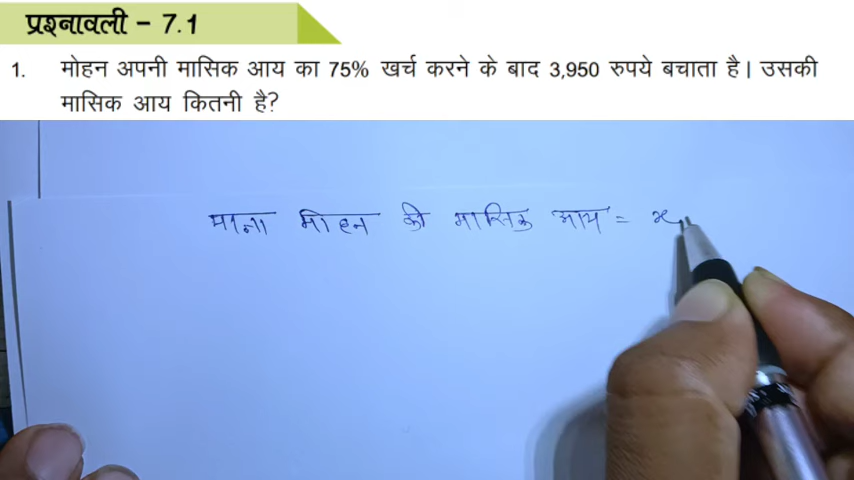 प्रश्नावली - 7.1
1. मोहन अपनी मासिक आय का 75% खर्च करने के बाद 3,950 रुपये बचाता है। उसकी
मासिक आय कितनी है?
माना मोहन की मासिक आय = x